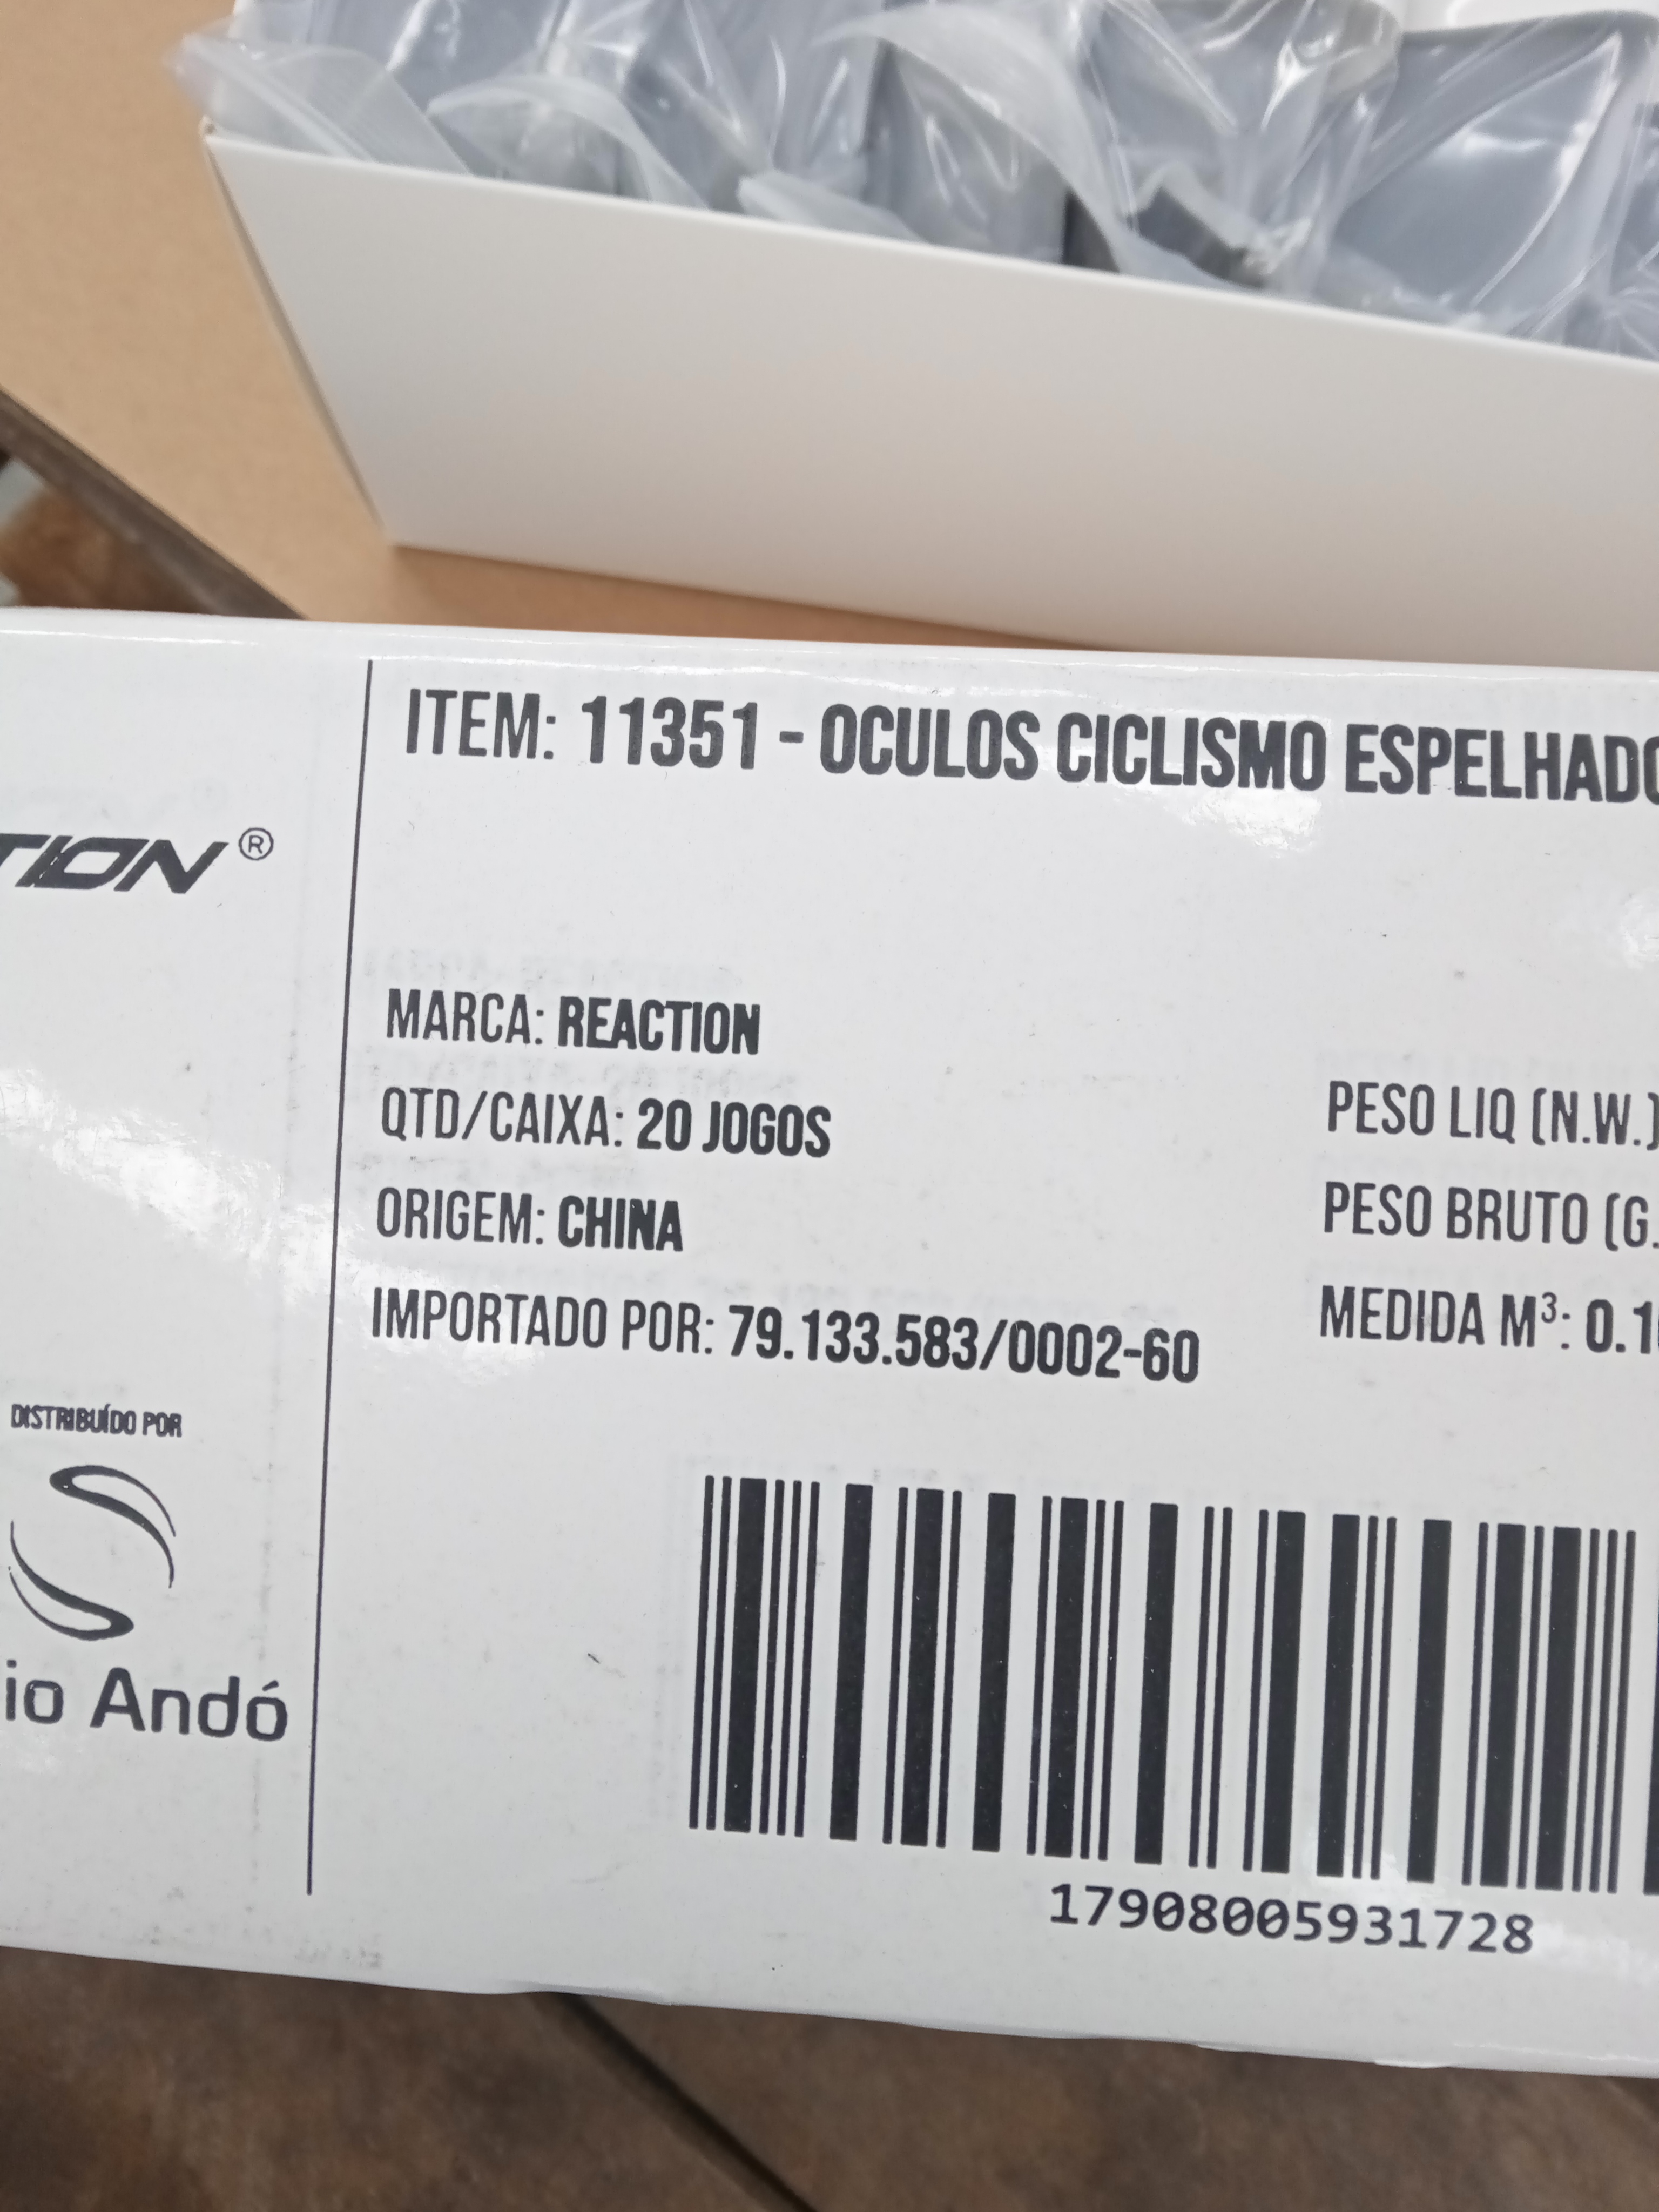 ITEM: 11351 - OCULOS CICLISMO ESPELHADO
TION®
MARCA: REACTION
QTD/CAIXA: 20 JOGOS
ORIGEM: CHINA
IMPORTADO POR: 79.133.583/0002-60
PESO LIQ (N.W.)
PESO BRUTO (G.
MEDIDA M³: 0.1
DISTRIBUÍDO POR
io Andó
17908005931728